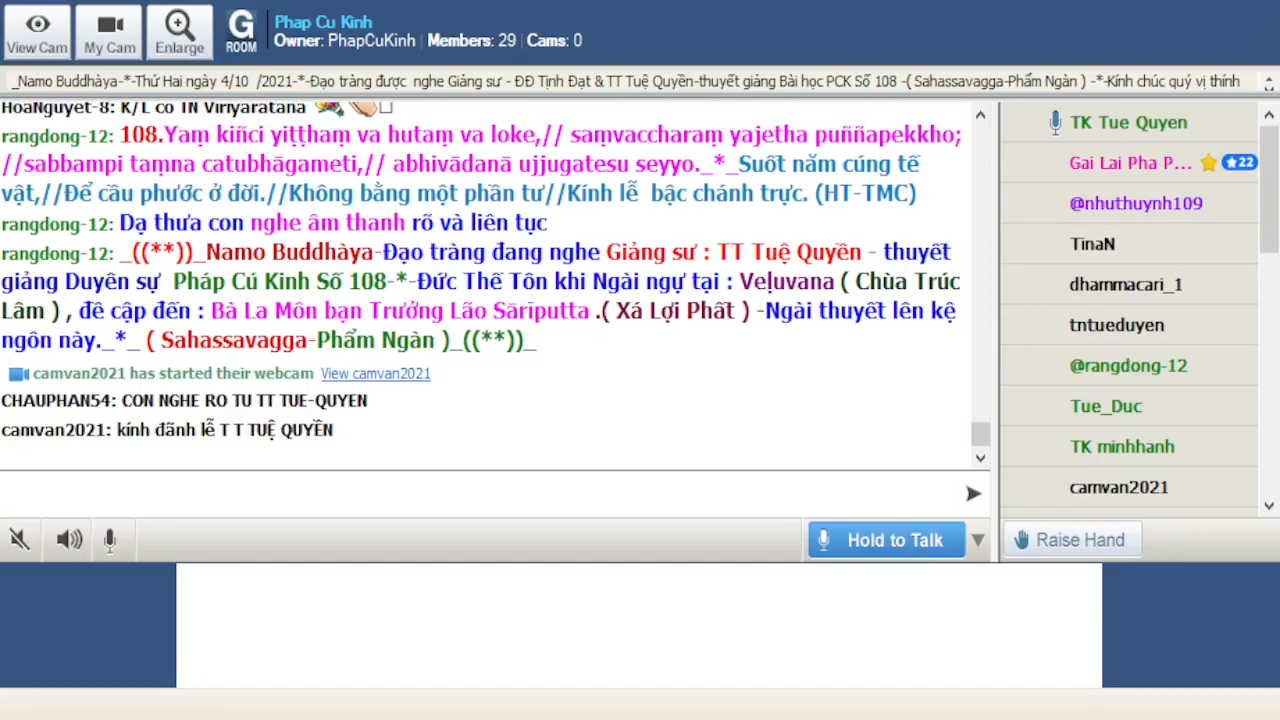 View Cam
My Cam
Enlarge
G
ROOM
Phap Cu Kinh
Owner: PhapCuKinh | Members: 29 | Cams: 0
_Namo Buddhàya-*-Thứ Hai ngày 4/10 /2021-*-Đạo tràng được nghe Giảng sư - ĐĐ Tịnh Đạt & TT Tuệ Quyền-thuyết giảng Bài học PCK Số 108 -( Sahassavagga-Phẩm Ngàn ) -*-Kính chúc quý vị thính
HoaNguyet-8: K/L co TN Viriyaratana
rangdong-12: 108.Yaṃ kiñci yiṭṭhaṃ va hutaṃ va loke,// saṃvaccharaṃ yajetha puññapekkho;
//sabbampi taṃna catubhāgameti,// abhivādanā ujjugatesu seyyo._*_Suốt năm cúng tế
vật,//Để cầu phước ở đời.//Không bằng một phần tư//Kính lễ bậc chánh trực. (HT-TMC)
rangdong-12: Dạ thưa con nghe âm thanh rõ và liên tục
rangdong-12: _((**))_Namo Buddhàya-Đạo tràng đang nghe Giảng sư : TT Tuệ Quyền - thuyết
giảng Duyên sự Pháp Cú Kinh Số 108-*-Đức Thế Tôn khi Ngài ngự tại : Veḷuvana ( Chùa Trúc
Lâm ) , đề cập đến : Bà La Môn bạn Trưởng Lão Sāriputta .( Xá Lợi Phất ) -Ngài thuyết lên kệ
ngôn này._*_ ( Sahassavagga-Phẩm Ngàn )_((**))_
camvan2021 has started their webcam View camvan2021
CHAUPHAN54: CON NGHE RO TU TT TUE-QUYEN
camvan2021: kính đãnh lễ T T TUỆ QUYỀN
Hold to Talk
TK Tue Quyen
Gai Lai Pha P... 22
@nhuthuynh109
TinaN
dhammacari_1
tntueduyen
@rangdong-12
Tue_Duc
TK minhhanh
camvan2021
Raise Hand